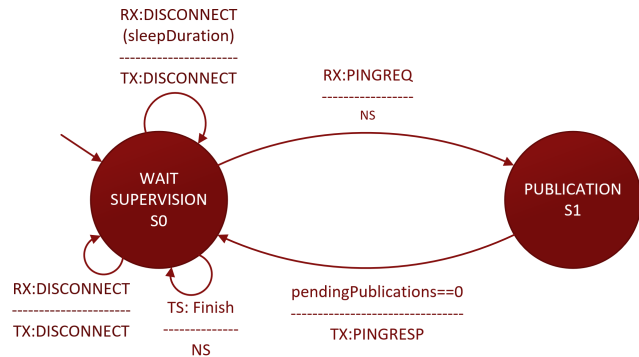 RX:DISCONNECT
(sleepDuration)
----------------------
TX:DISCONNECT
RX:PINGREQ
-----------------
NS
WAIT
SUPERVISION
S0
PUBLICATION
S1
RX:DISCONNECT
----------------------
TX:DISCONNECT
TS: Finish
--------------
NS
pendingPublications==0
--------------------------------
TX:PINGRESP